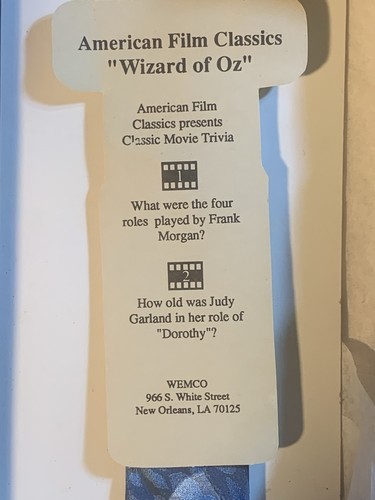 American Film Classics
"Wizard of Oz"
American Film
Classics presents
Classic Movie Trivia
1
What were the four
roles played by Frank
Morgan?
2
How old was Judy
Garland in her role of
"Dorothy"?
WEMCO
966 S. White Street
New Orleans, LA 70125